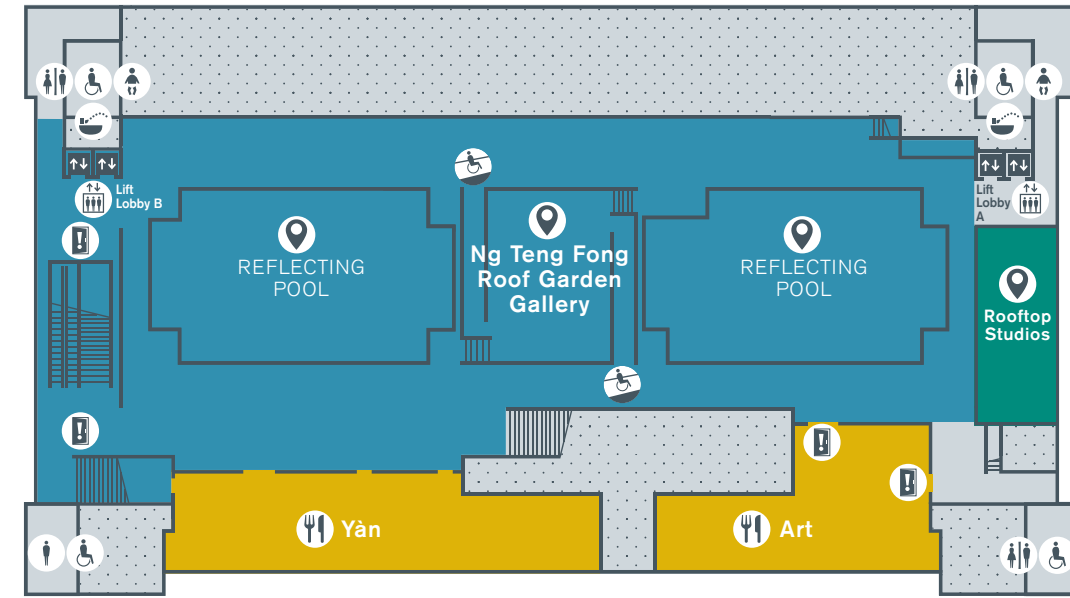 Lift
Lobby B
Lift
Lobby
A
REFLECTING
POOL
Ng Teng Fong
Roof Garden
Gallery
REFLECTING
POOL
Rooftop
Studios
Yàn
Art